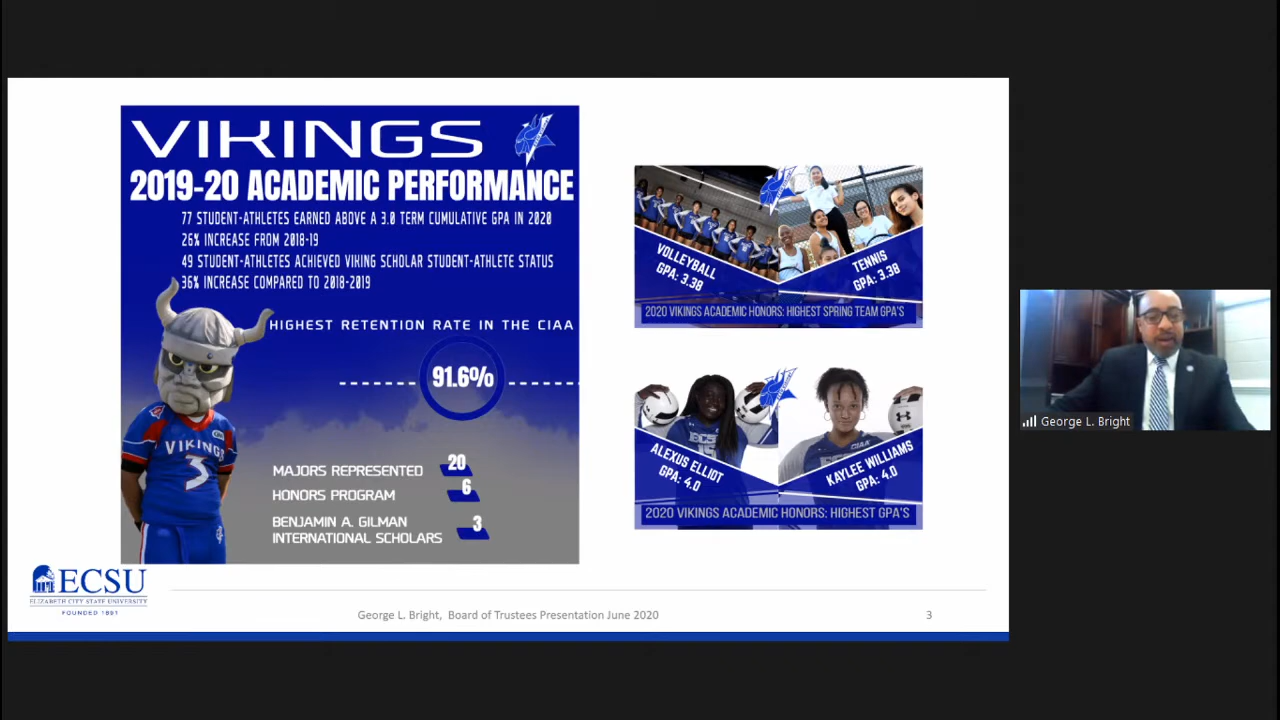 VIKINGS
2019-20 ACADEMIC PERFORMANCE
77 STUDENT-ATHLETES EARNED ABOVE A 3.0 TERM CUMULATIVE GPA IN 2020
26% INCREASE FROM 2018-19
49 STUDENT-ATHLETES ACHIEVED VIKING SCHOLAR STUDENT-ATHLETE STATUS
36% INCREASE COMPARED TO 2018-2019
HIGHEST RETENTION RATE IN THE CIAA
91.6%
VIKINGS
3
MAJORS REPRESENTED 20
HONORS PROGRAM 6
BENJAMIN A. GILMAN
INTERNATIONAL SCHOLARS 3
VOLLEYBALL
GPA: 3.38
TENNIS
GPA: 3.38
2020 VIKINGS ACADEMIC HONORS: HIGHEST SPRING TEAM GPA'S
ECSU
15
CIAA
ALEXUS ELLIOT
GPA: 4.0
KAYLEE WILLIAMS
GPA: 4.0
2020 VIKINGS ACADEMIC HONORS: HIGHEST GPA'S
ECSU
ELIZABETH CITY STATE UNIVERSITY
FOUNDED 1891
George L. Bright, Board of Trustees Presentation June 2020
3
George L. Bright